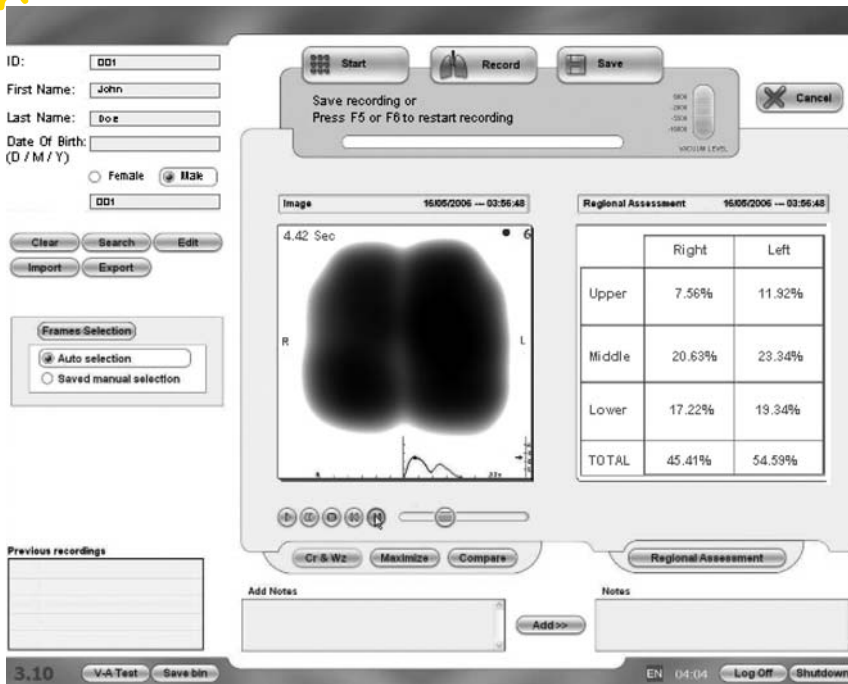 ID: 001
First Name: John
Last Name: Doe
Date Of Birth:
(D / M / Y)
Female Male
001
Clear Search Edit
Import Export
Frames Selection
Auto selection
Saved manual selection
Previous recordings
Start Record Save
Save recording or
Press F5 or F6 to restart recording
VACUUM LEVEL
Cancel
Image 16/05/2006 --- 03:56:48
4.42 Sec 6
R L
Cr & Wz Maximize Compare
Regional Assessment 16/05/2006 --- 03:56:48
Right Left
Upper 7.56% 11.92%
Middle 20.63% 23.34%
Lower 17.22% 19.34%
TOTAL 45.41% 54.59%
Regional Assessment
Add Notes
Add >>
Notes
3.10 V-A Test Save bin EN 04:04 Log Off Shutdown